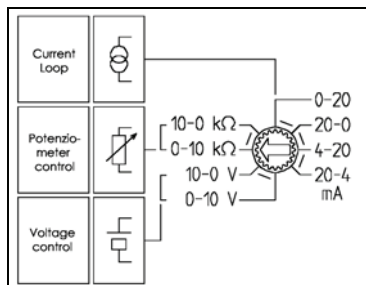 Current
Loop
Potenzio-
meter
control
Voltage
control
10-0 kΩ
0-10 kΩ
10-0 V
0-10 V
0-20
20-0
4-20
20-4
mA